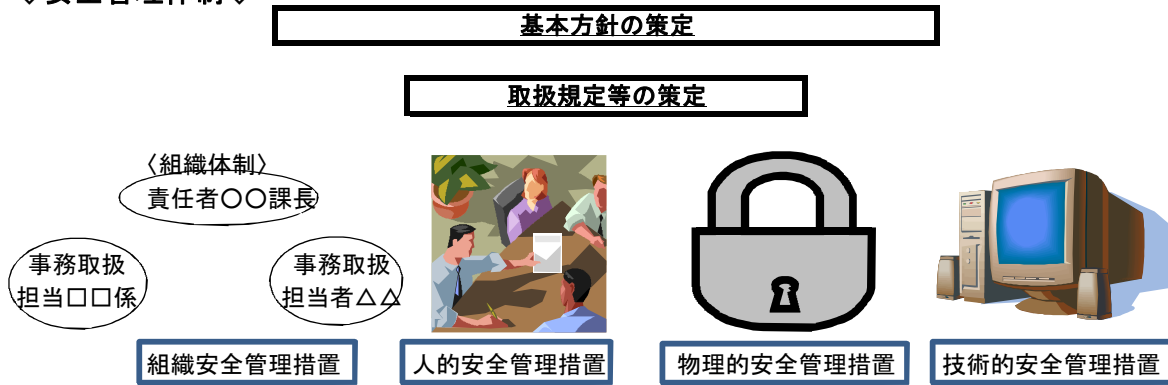 基本方針の策定
取扱規定等の策定
〈組織体制〉
責任者〇〇課長
事務取扱
担当□□係
事務取扱
担当者△△
組織安全管理措置
人的安全管理措置
物理的安全管理措置
技術的安全管理措置